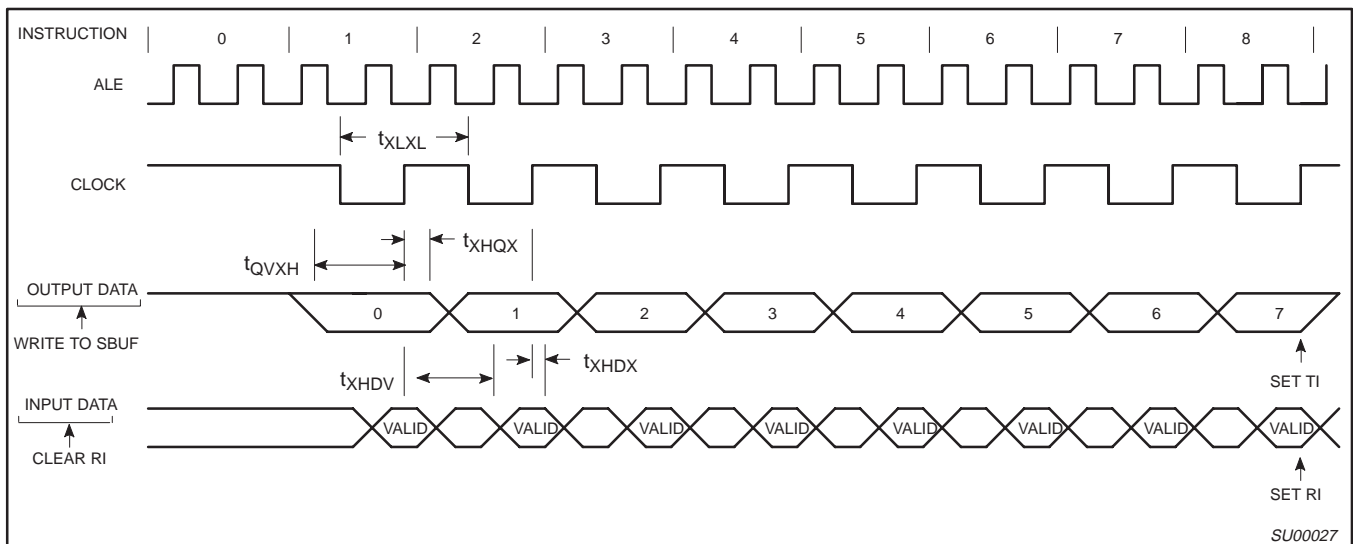 INSTRUCTION 0 1 2 3 4 5 6 7 8
ALE
tXLXL
CLOCK
tXHQX
tQVXH
OUTPUT DATA 0 1 2 3 4 5 6 7
WRITE TO SBUF
tXHDX
tXHDV
SET TI
INPUT DATA VALID VALID VALID VALID VALID VALID VALID VALID
CLEAR RI
SET RI
SU00027